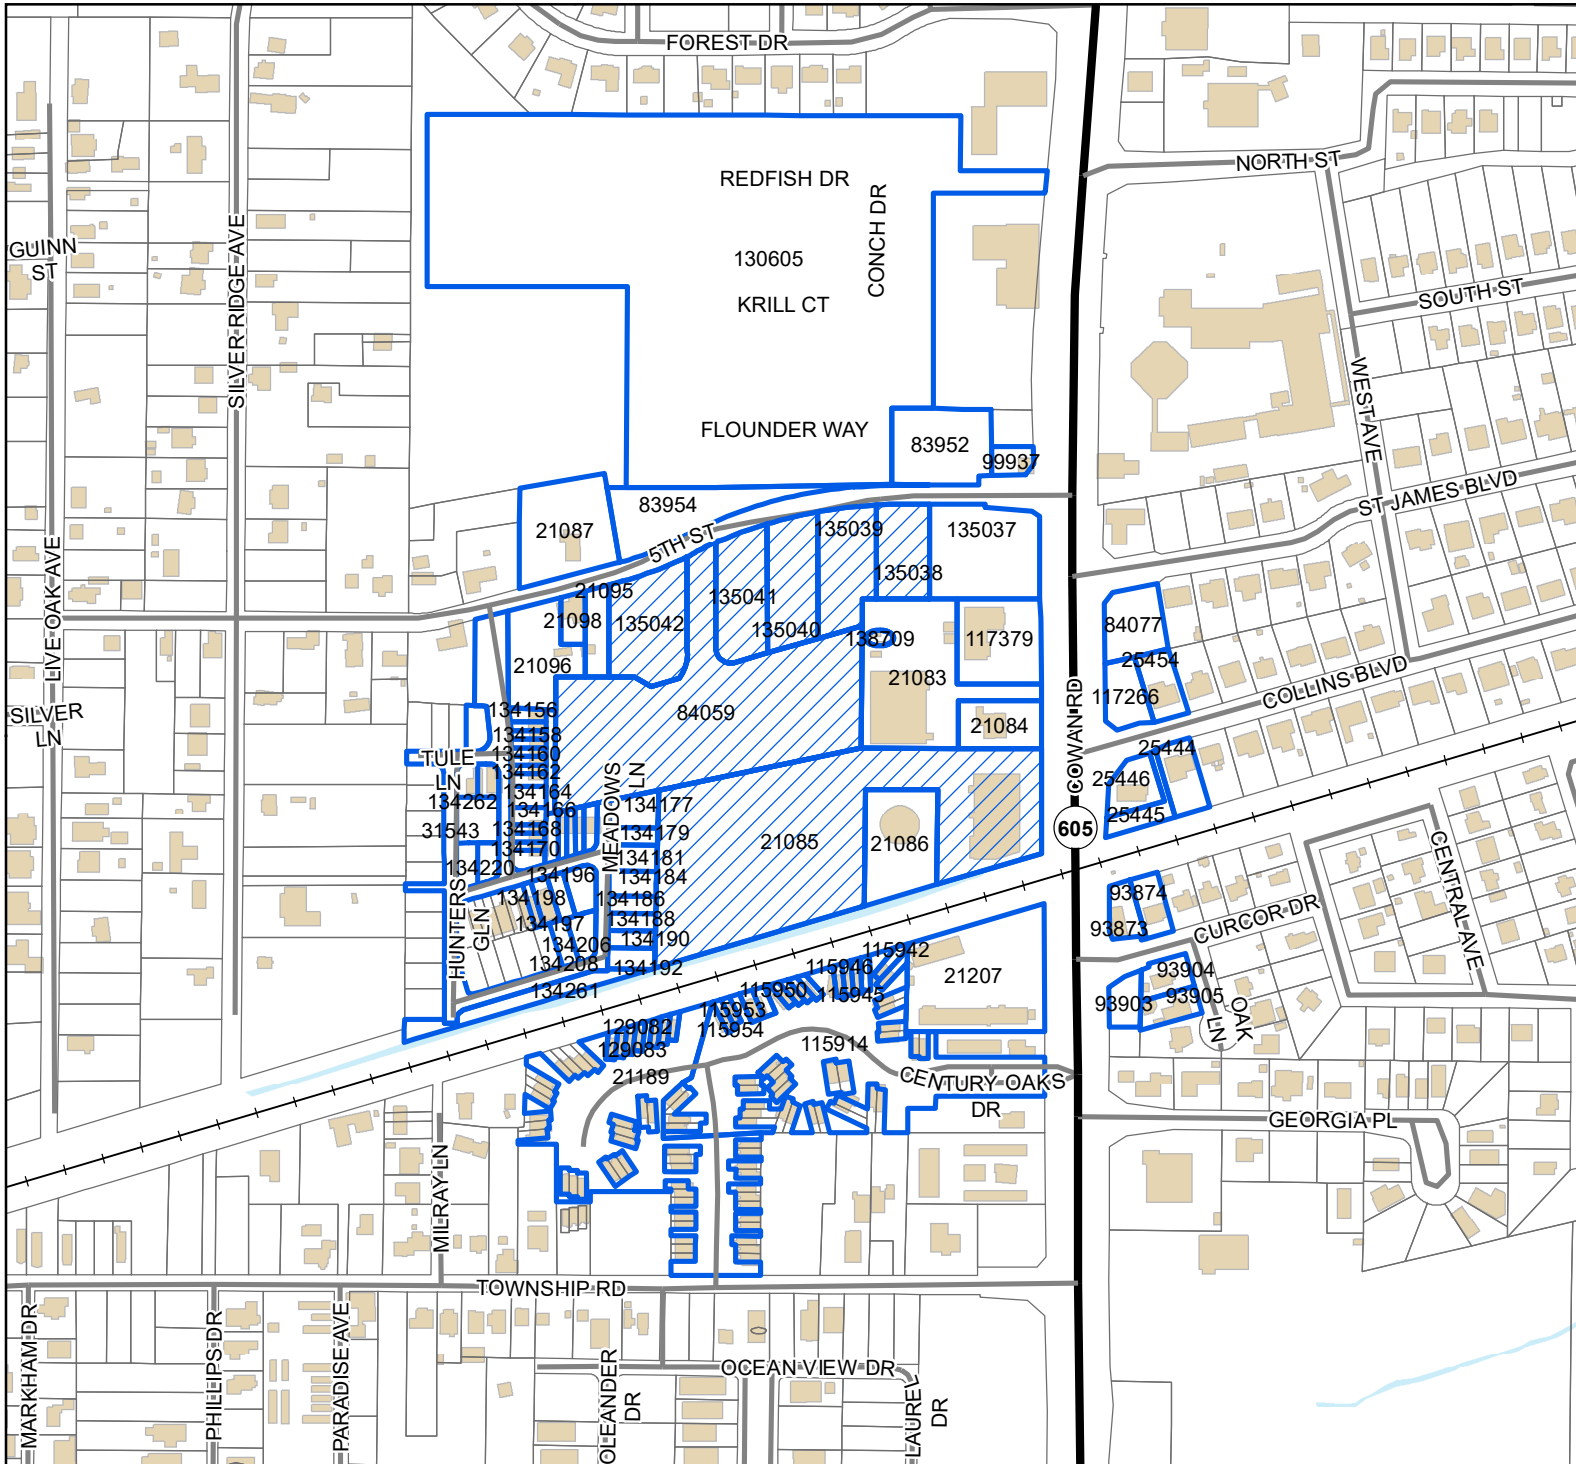 FOREST DR
NORTH ST
REDFISH DR
CONCH DR
GUINN
ST
SILVER RIDGE AVE
130605
KRILL CT
SOUTH ST
WEST AVE
FLOUNDER WAY
83952
99937
ST JAMES BLVD
83954
21087
5TH ST
135039
135037
135038
LIVE OAK AVE
21095
21098
135042
135041
135040
138709
117379
84077
25454
21096
21083
117266
COLLINS BLVD
SILVER
LN
134156
84059
21084
COWAN RD
134158
134160
TULE
LN
134162
134164
134262
134166
MEADOWS
LN
134177
25444
25446
25445
31543
134168
134179
605
134170
134181
21085
21086
134220
134196
134184
CENTRAL AVE
HUNTERS
GLN
134198
134186
93874
134197
134188
93873
CURCOR DR
134206
134190
134208
134192
115942
115946
21207
93904
134261
115950
115945
93903
93905
OAK
LN
115953
129082
115954
129083
115914
21189
CENTURY OAKS
DR
GEORGIA PL
MILRAY LN
TOWNSHIP RD
MARKHAM DR
PHILLIPS DR
PARADISE AVE
OCEAN VIEW DR
OLEANDER
DR
LAUREL
DR